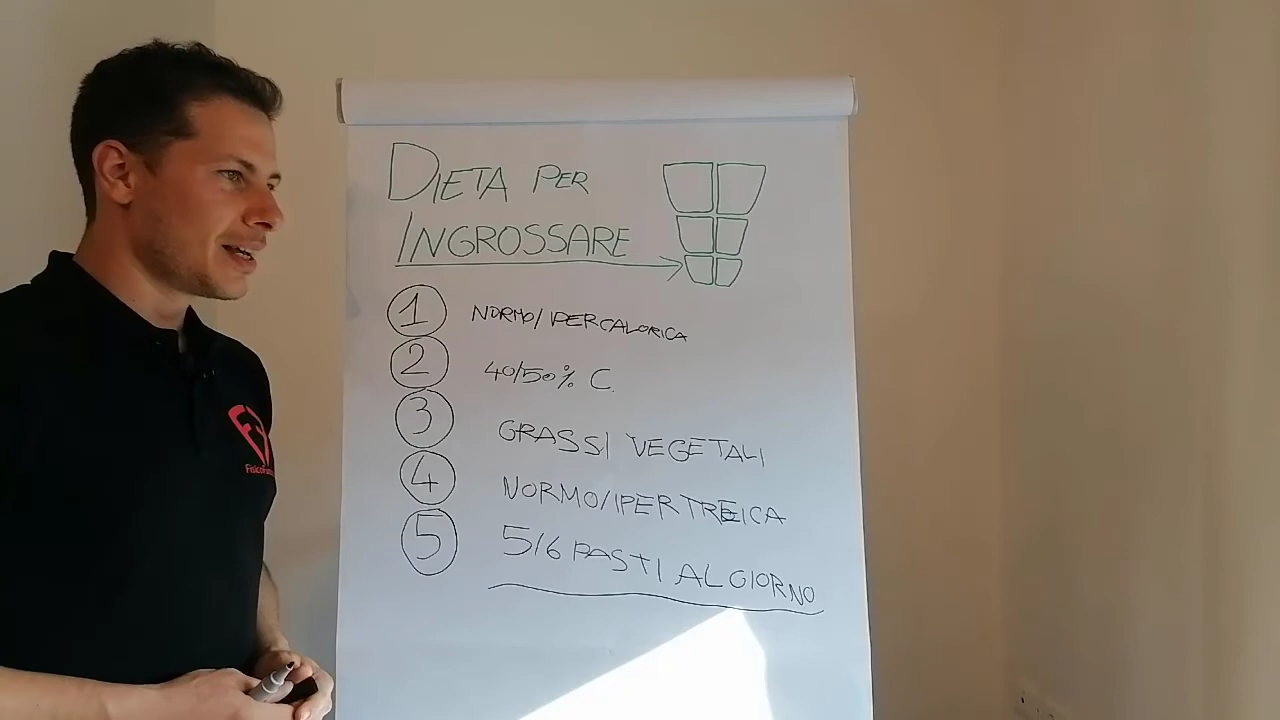 DIETA PER
INGROSSARE
1 NORMO/IPERCALORICA
2 40/50% C.
3 GRASSI VEGETALI
4 NORMO/IPERTREICA
5 5/6 PASTI AL GIORNO